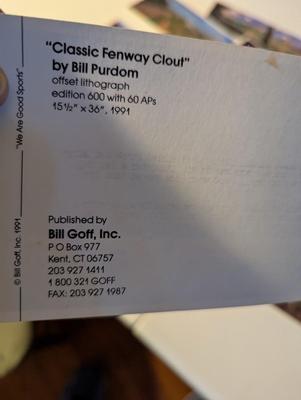 "Classic Fenway Clout"
by Bill Purdom
offset lithograph
edition 600 with 60 APs
15½" x 36", 1991
Published by
Bill Goff, Inc.
P O Box 977
Kent, CT 06757
203 927 1411
1 800 321 GOFF
FAX: 203 927 1987
© Bill Goff, Inc. 1991 "We Are Good Sports"